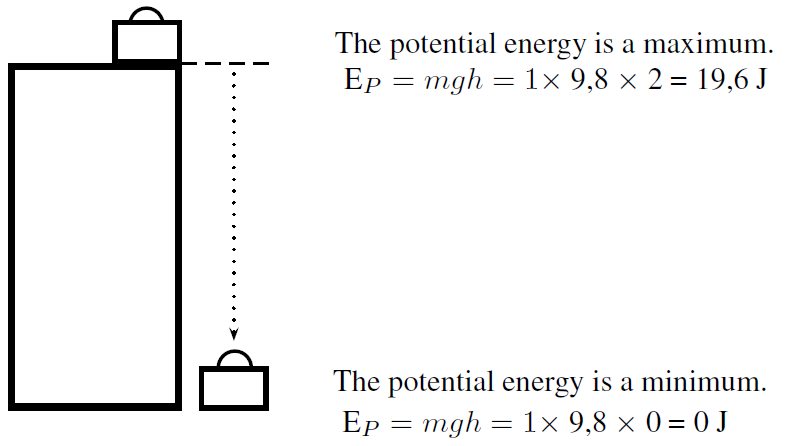 The potential energy is a maximum.
E_P = mgh = 1× 9,8 × 2 = 19,6 J
The potential energy is a minimum.
E_P = mgh = 1× 9,8 × 0 = 0 J